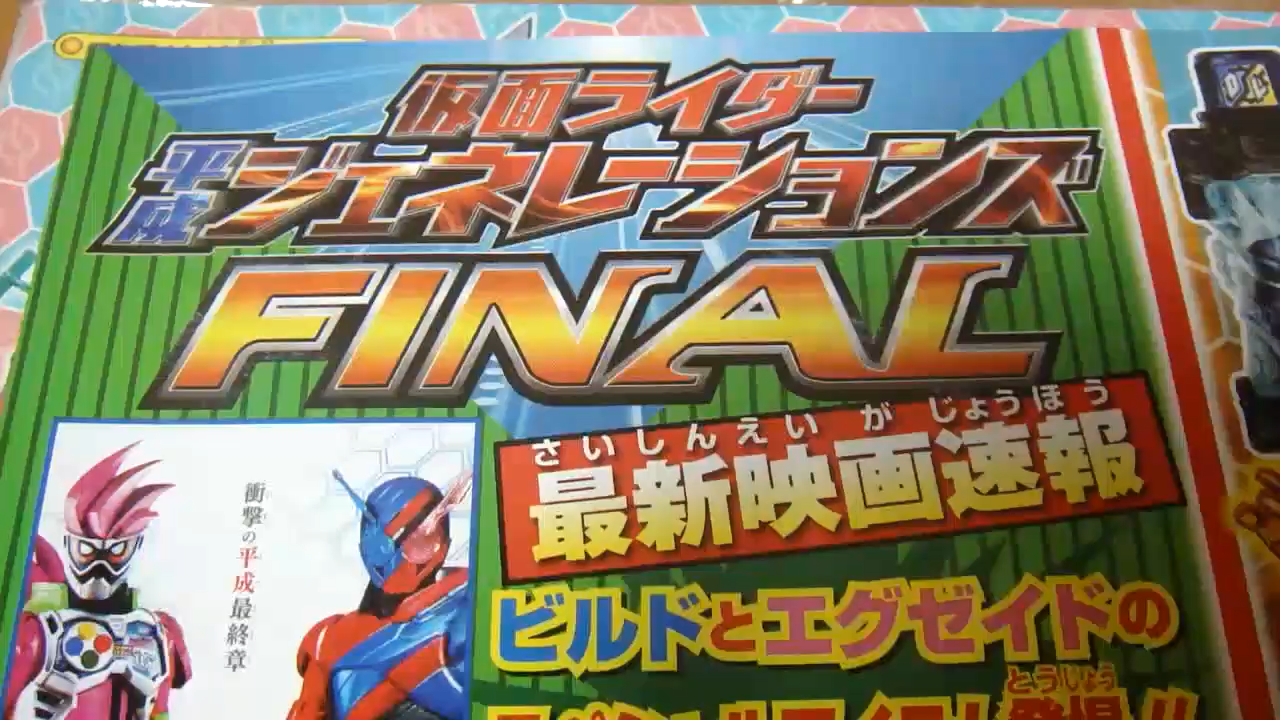 仮面ライダー
平成ジェネレーションズ
FINAL
さいしんえいがじょうほう
最新映画速報
衝撃の平成最終章
ビルドとエグゼイドの
とうじょう